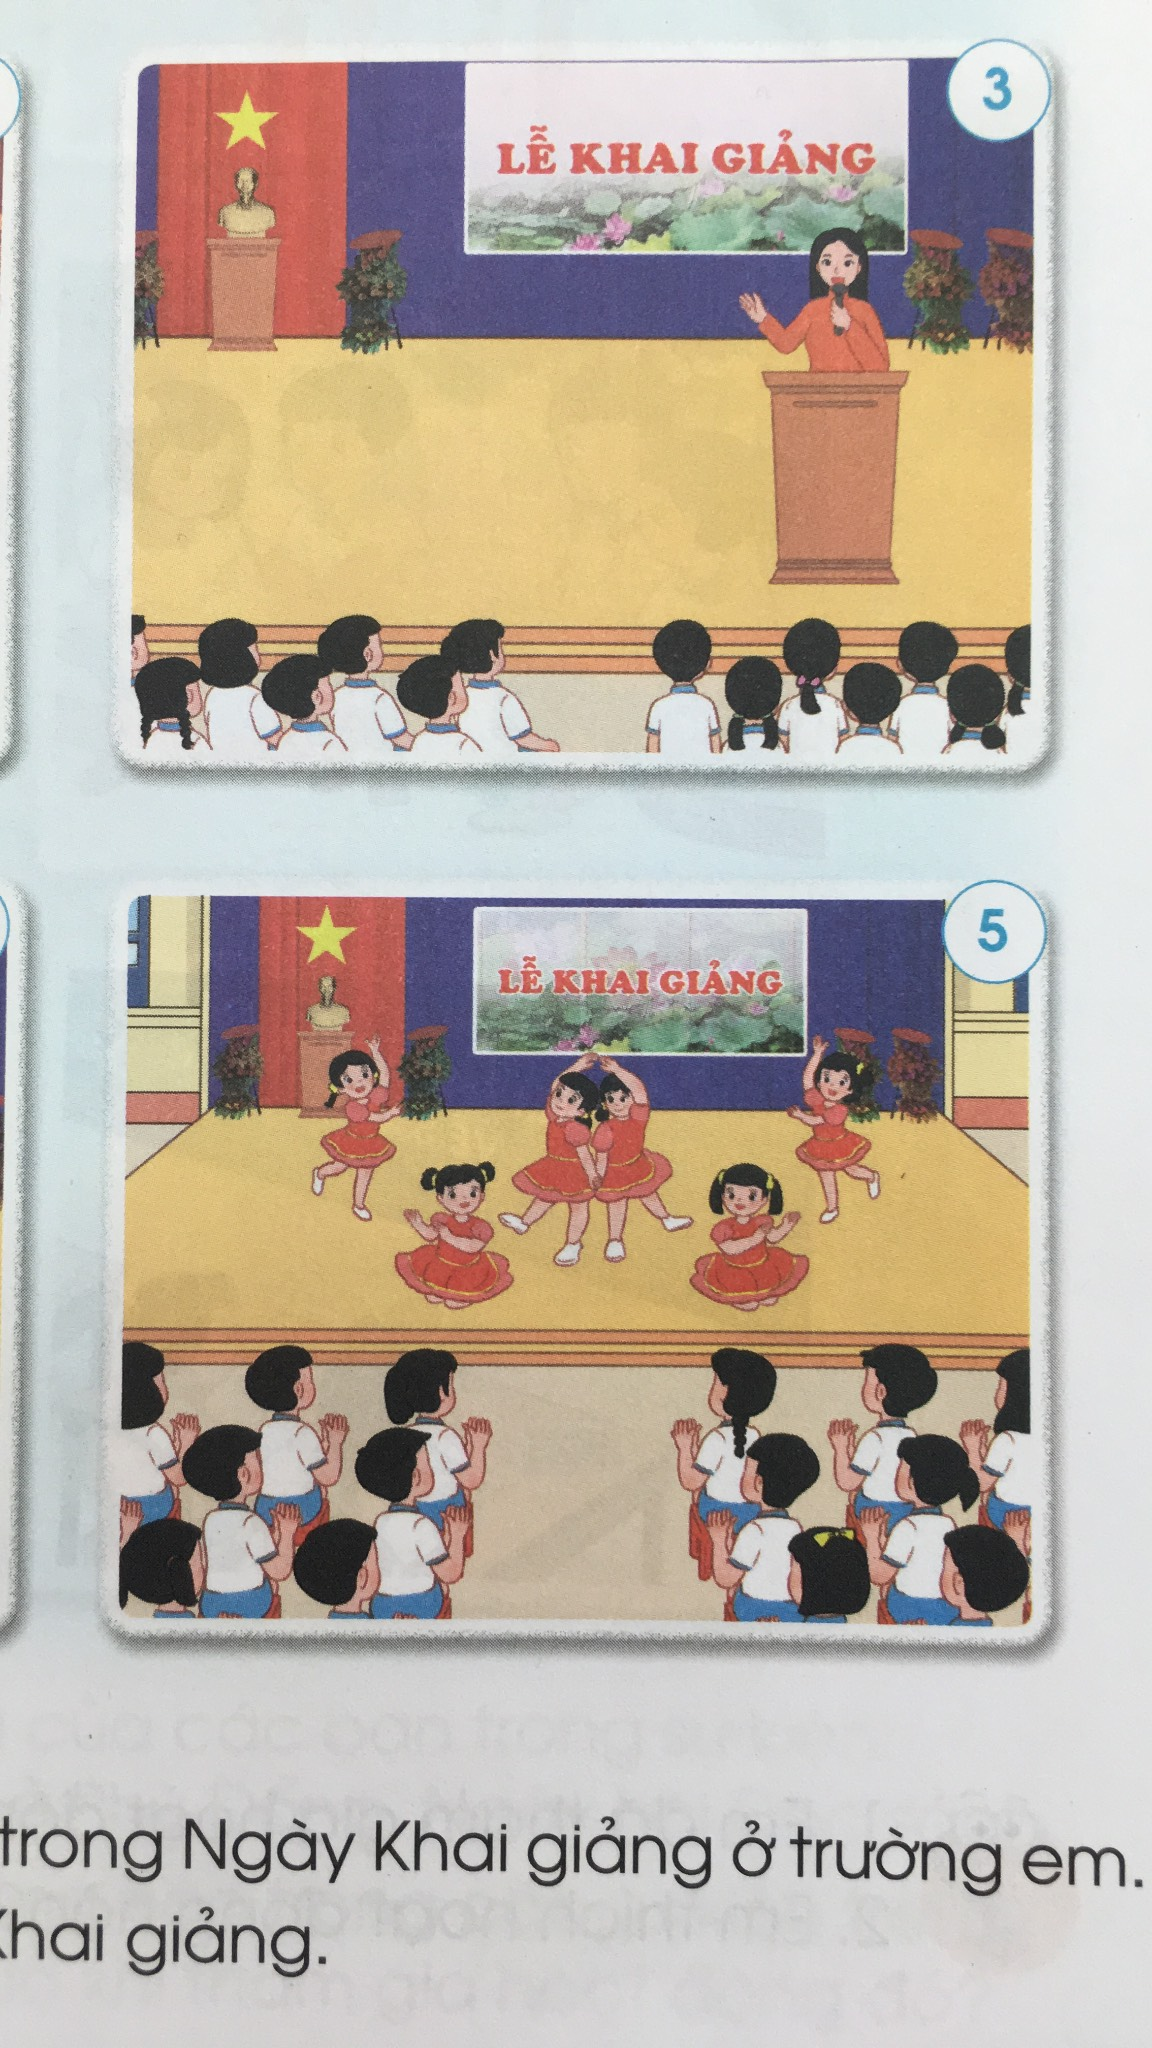 3
LỄ KHAI GIẢNG
5
LỄ KHAI GIẢNG
trong Ngày Khai giảng ở trường em.
Khai giảng.